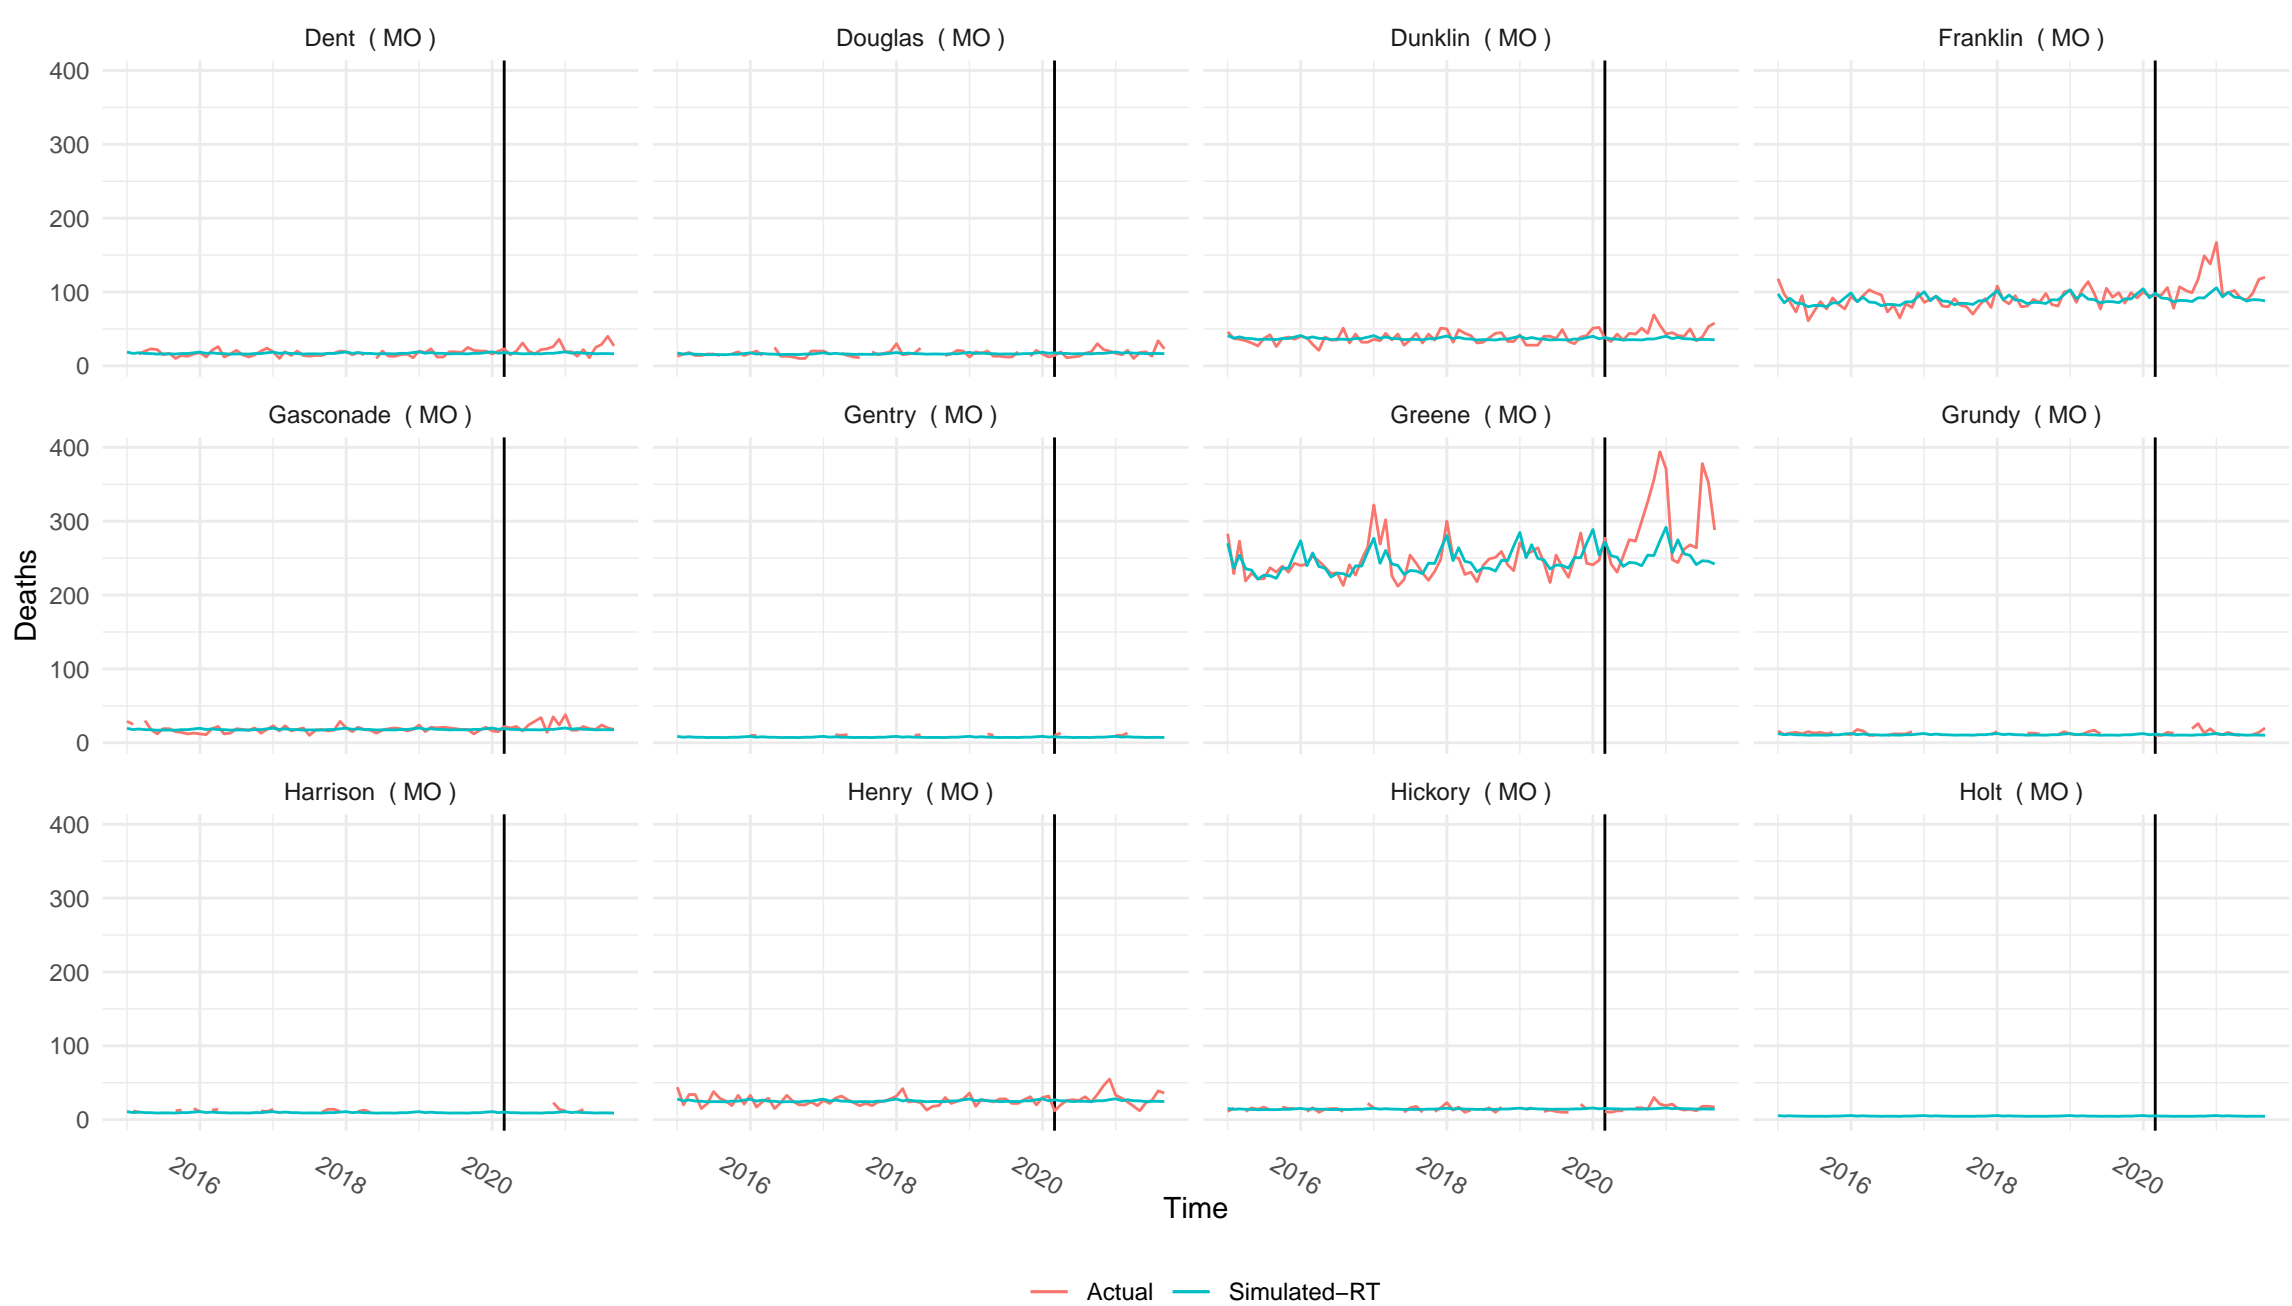 Dent ( MO )
Douglas ( MO )
Dunklin ( MO )
Franklin ( MO )
400
300
200
100
0
Gasconade ( MO )
Gentry ( MO )
Greene ( MO )
Grundy ( MO )
400
300
200
100
0
Deaths
Harrison ( MO )
Henry ( MO )
Hickory ( MO )
Holt ( MO )
400
300
200
100
0
2016 2018 2020
2016 2018 2020
2016 2018 2020
2016 2018 2020
Time
Actual
Simulated−RT